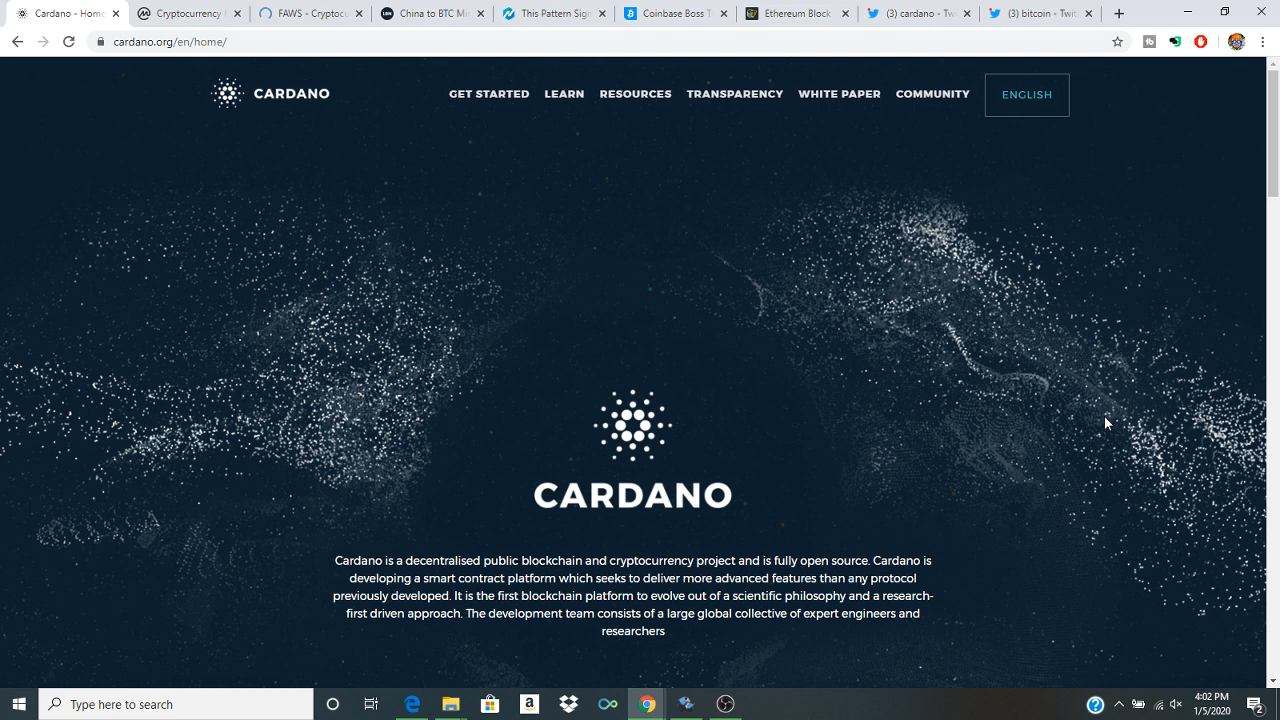 Cardano - Home
Cryptocurrency
FAWS - Cryptocu
China to BTC Mi
This Pattern Sign
Coinbase Boss T
Ethereum Block
(3) cardano - Tw
(3) bitcoin - Twit
cardano.org/en/home/
CARDANO
GET STARTED
LEARN
RESOURCES
TRANSPARENCY
WHITE PAPER
COMMUNITY
ENGLISH
CARDANO
Cardano is a decentralised public blockchain and cryptocurrency project and is fully open source. Cardano is
developing a smart contract platform which seeks to deliver more advanced features than any protocol
previously developed. It is the first blockchain platform to evolve out of a scientific philosophy and a research-
first driven approach. The development team consists of a large global collective of expert engineers and
researchers
Type here to search
4:02 PM
1/5/2020
2